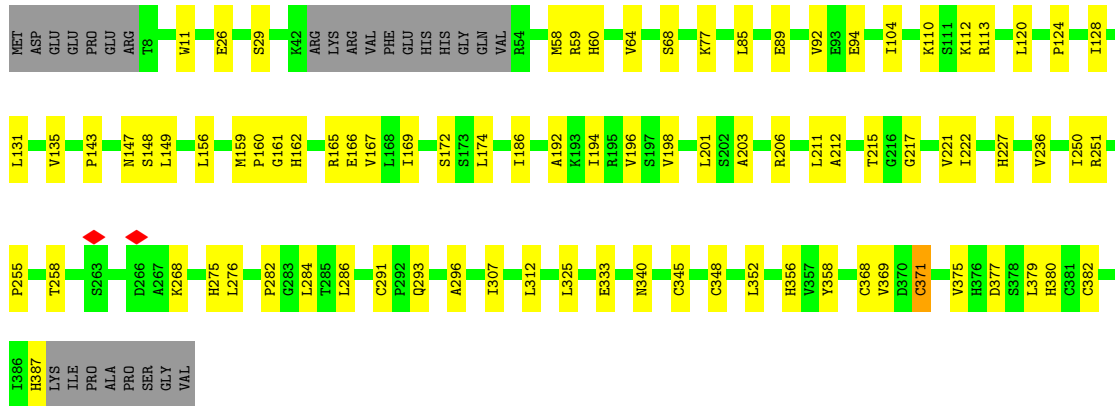 MET ASP GLU GLU PRO GLU ARG T8 W11 E26 S29 K42 ARG LYS ARG VAL PHE GLU HIS HIS GLY GLN VAL R54 M58 R59 H60 V64 S68 K77 L85 E89 V92 E93 E94 I104 K110 S111 K112 R113 L120 P124 I128
L131 V135 P143 N147 S148 L149 L156 M159 P160 G161 H162 R165 E166 V167 L168 I169 S172 S173 L174 I186 A192 K193 I194 R195 V196 S197 V198 L201 S202 A203 R206 L211 A212 T215 G216 G217 V221 I222 H227 V236 I250 R251
P255 T258 S263 D266 A267 K268 H275 L276 P282 G283 L284 T285 L286 C291 P292 Q293 A296 I307 L312 L325 E333 N340 C345 C348 L352 H356 V357 Y358 C368 V369 D370 C371 V375 H376 D377 S378 L379 H380 C381 C382
I386 H387 LYS ILE PRO ALA PRO SER GLY VAL